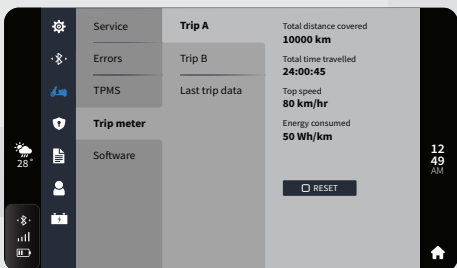 Service
Errors
TPMS
Trip meter
Software
Trip A
Trip B
Last trip data
Total distance covered
10000 km
Total time travelled
24:00:45
Top speed
80 km/hr
Energy consumed
50 Wh/km
RESET
28°
12
49
AM